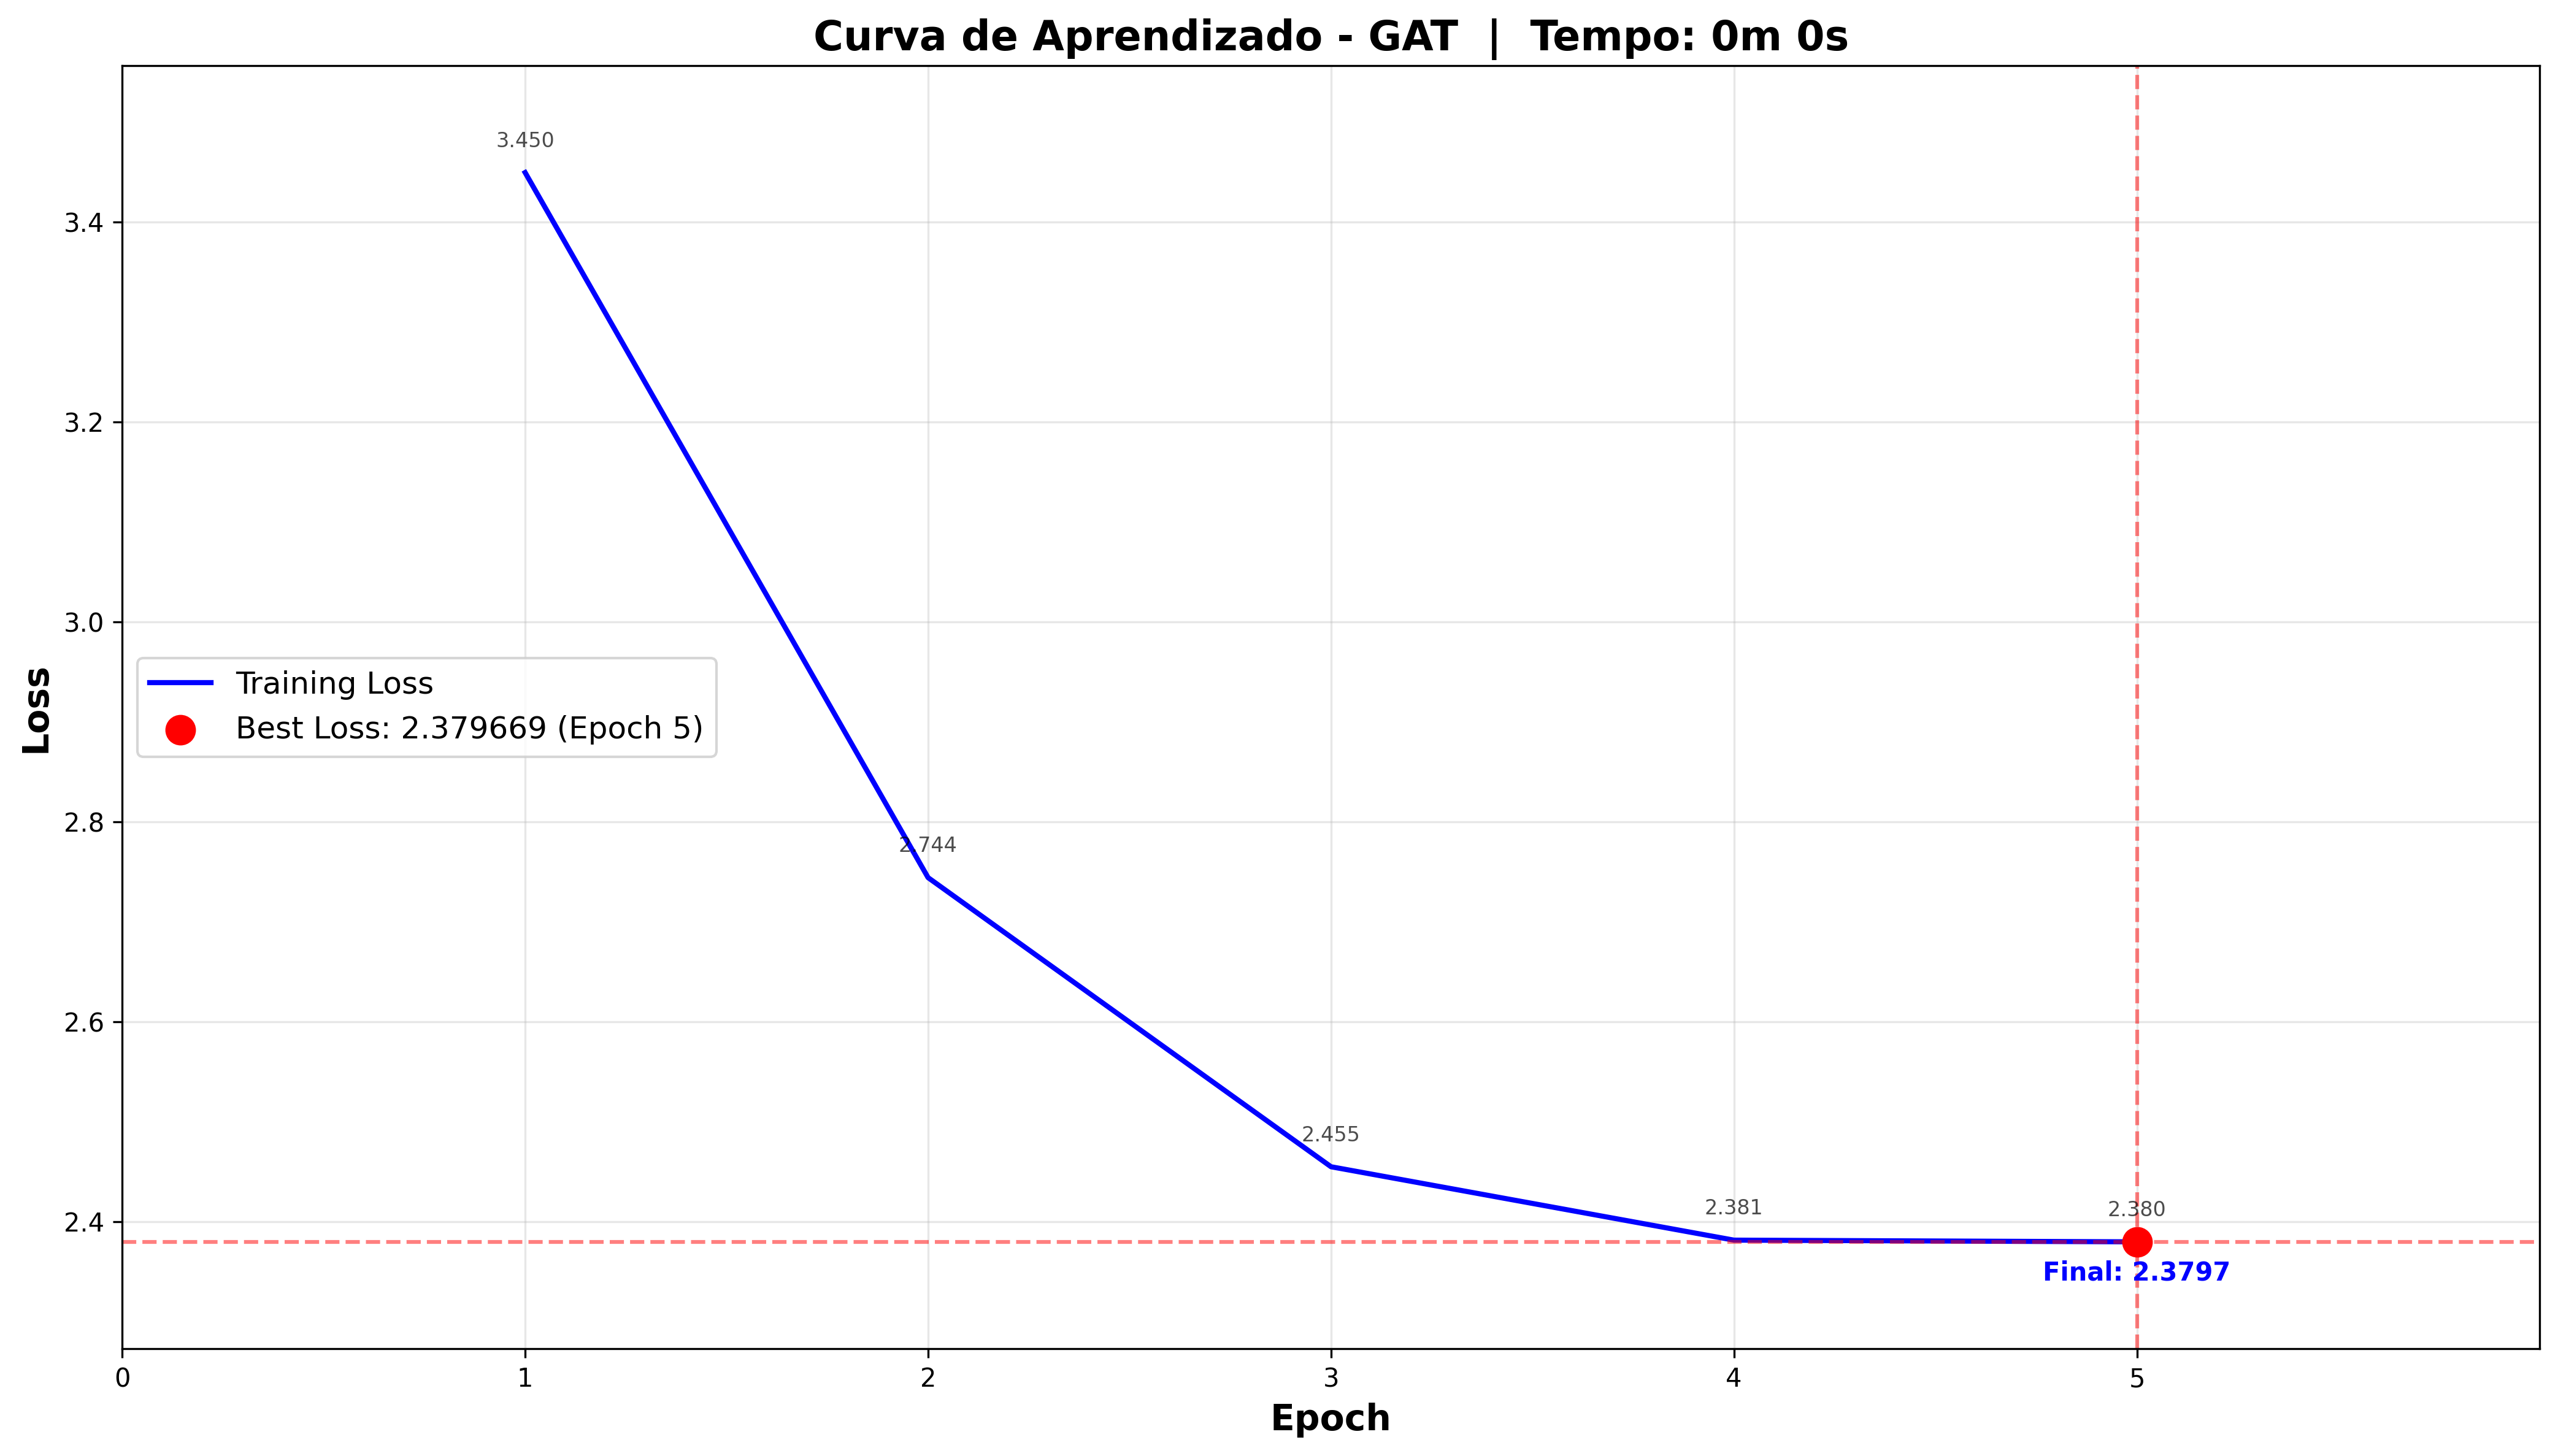 Curva de Aprendizado - GAT | Tempo: 0m 0s
3.450
3.4
3.2
3.0
Training Loss
Best Loss: 2.379669 (Epoch 5)
Loss
2.8
2.744
2.6
2.455
2.4
2.381
2.380
Final: 2.3797
0 1 2 3 4 5
Epoch